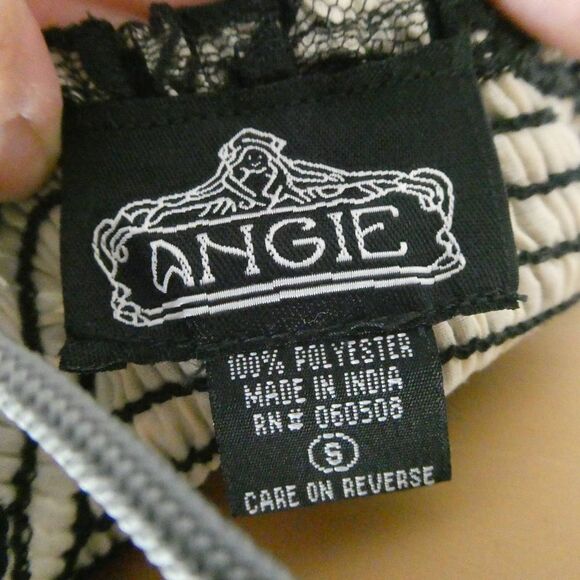 ANGIE
100% POLYESTER
MADE IN INDIA
RN# 060508
S
CARE ON REVERSE